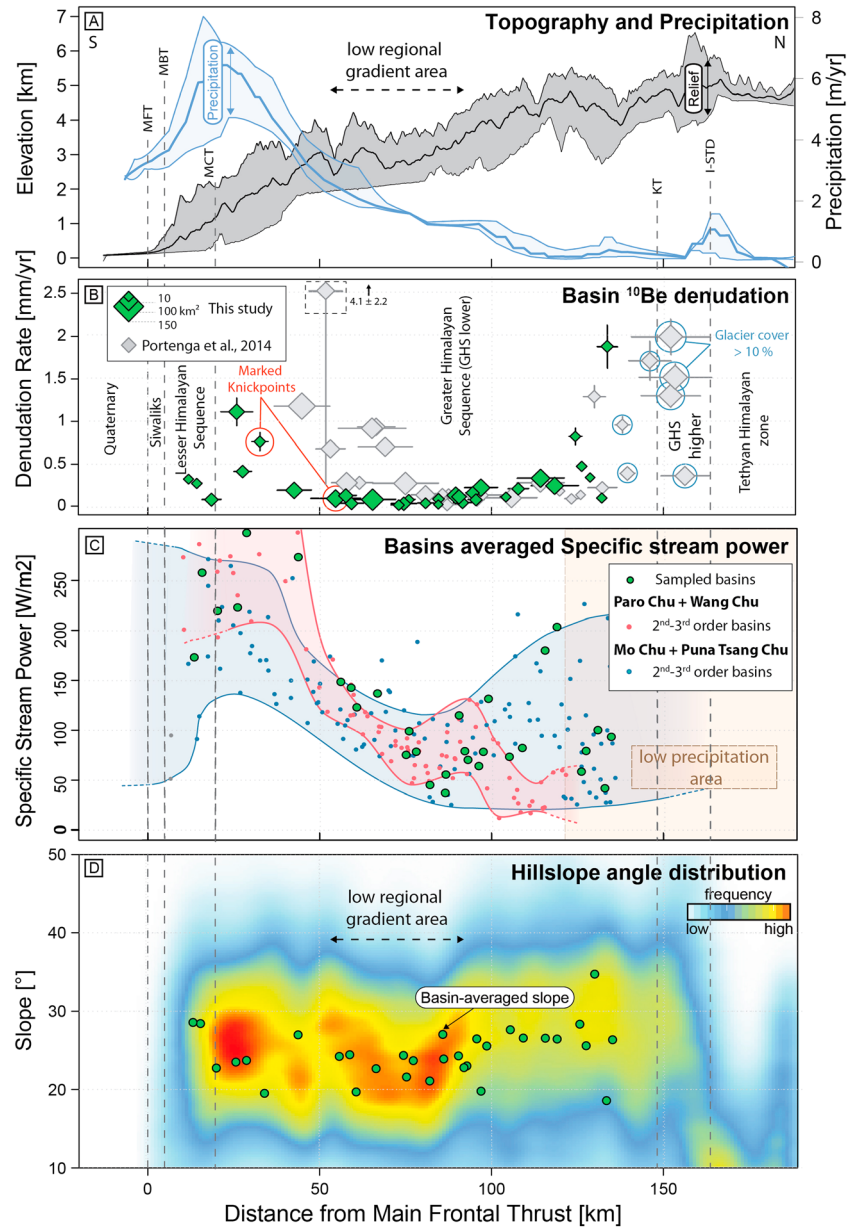 A
Topography and Precipitation
S
N
7
6
5
4
3
2
1
0
Elevation [km]
8
6
4
2
0
Precipitation [m/yr]
MFT
MBT
MCT
Precipitation
low regional
gradient area
Relief
KT
I-STD
B
Basin ¹⁰Be denudation
2.5
2
1.5
1
0.5
0
Denudation Rate [mm/yr]
10
100 km²
150
This study
Portenga et al., 2014
4.1 ± 2.2
Marked
Knickpoints
Glacier cover
> 10 %
Quaternary
Siwaliks
Lesser Himalayan
Sequence
Greater Himalayan
Sequence (GHS lower)
GHS
higher
Tethyan Himalayan
zone
C
Basins averaged Specific stream power
250
200
150
100
50
0
Specific Stream Power [W/m2]
Sampled basins
Paro Chu + Wang Chu
2nd-3rd order basins
Mo Chu + Puna Tsang Chu
2nd-3rd order basins
low precipitation
area
D
Hillslope angle distribution
frequency
low
high
50
40
30
20
10
Slope [°]
low regional
gradient area
Basin-averaged slope
0
50
100
150
Distance from Main Frontal Thrust [km]